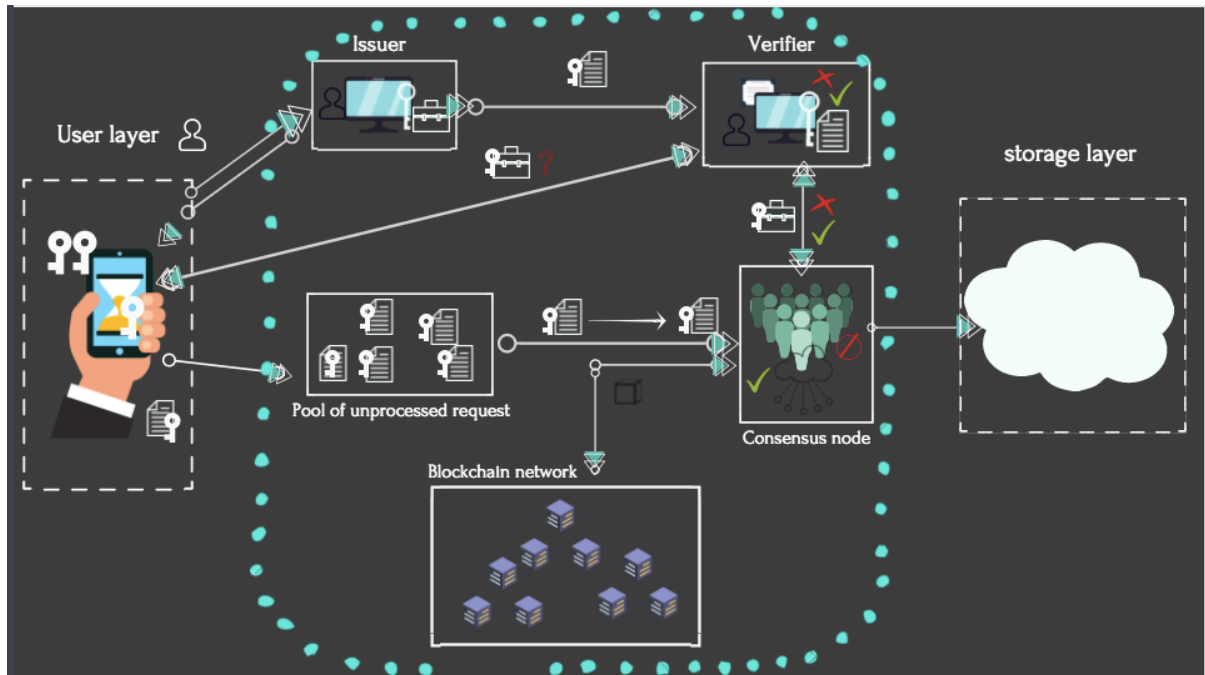 Issuer
Verifier
User layer
storage layer
?
Pool of unprocessed request
Consensus node
Blockchain network